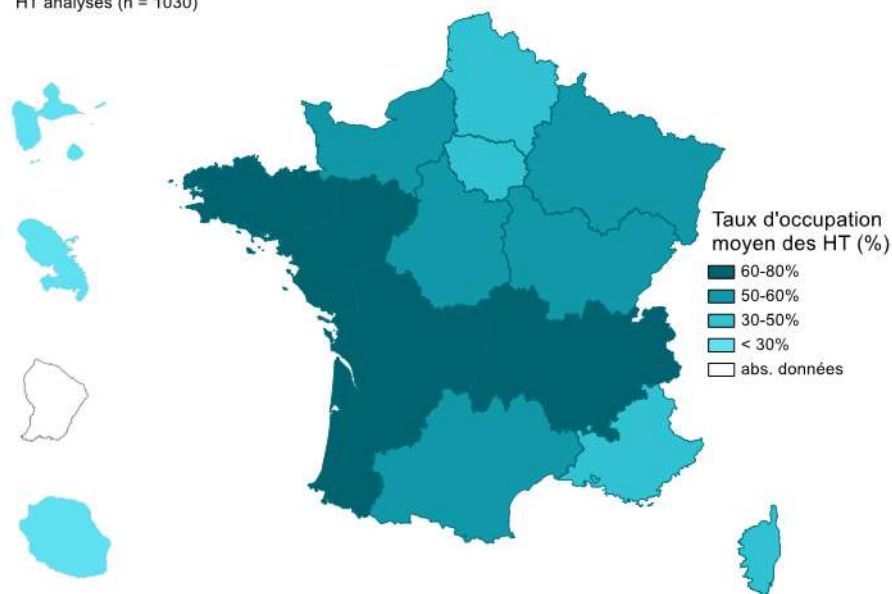 HT analysés (n = 1030)
Taux d'occupation
moyen des HT (%)
60-80%
50-60%
30-50%
< 30%
abs. données